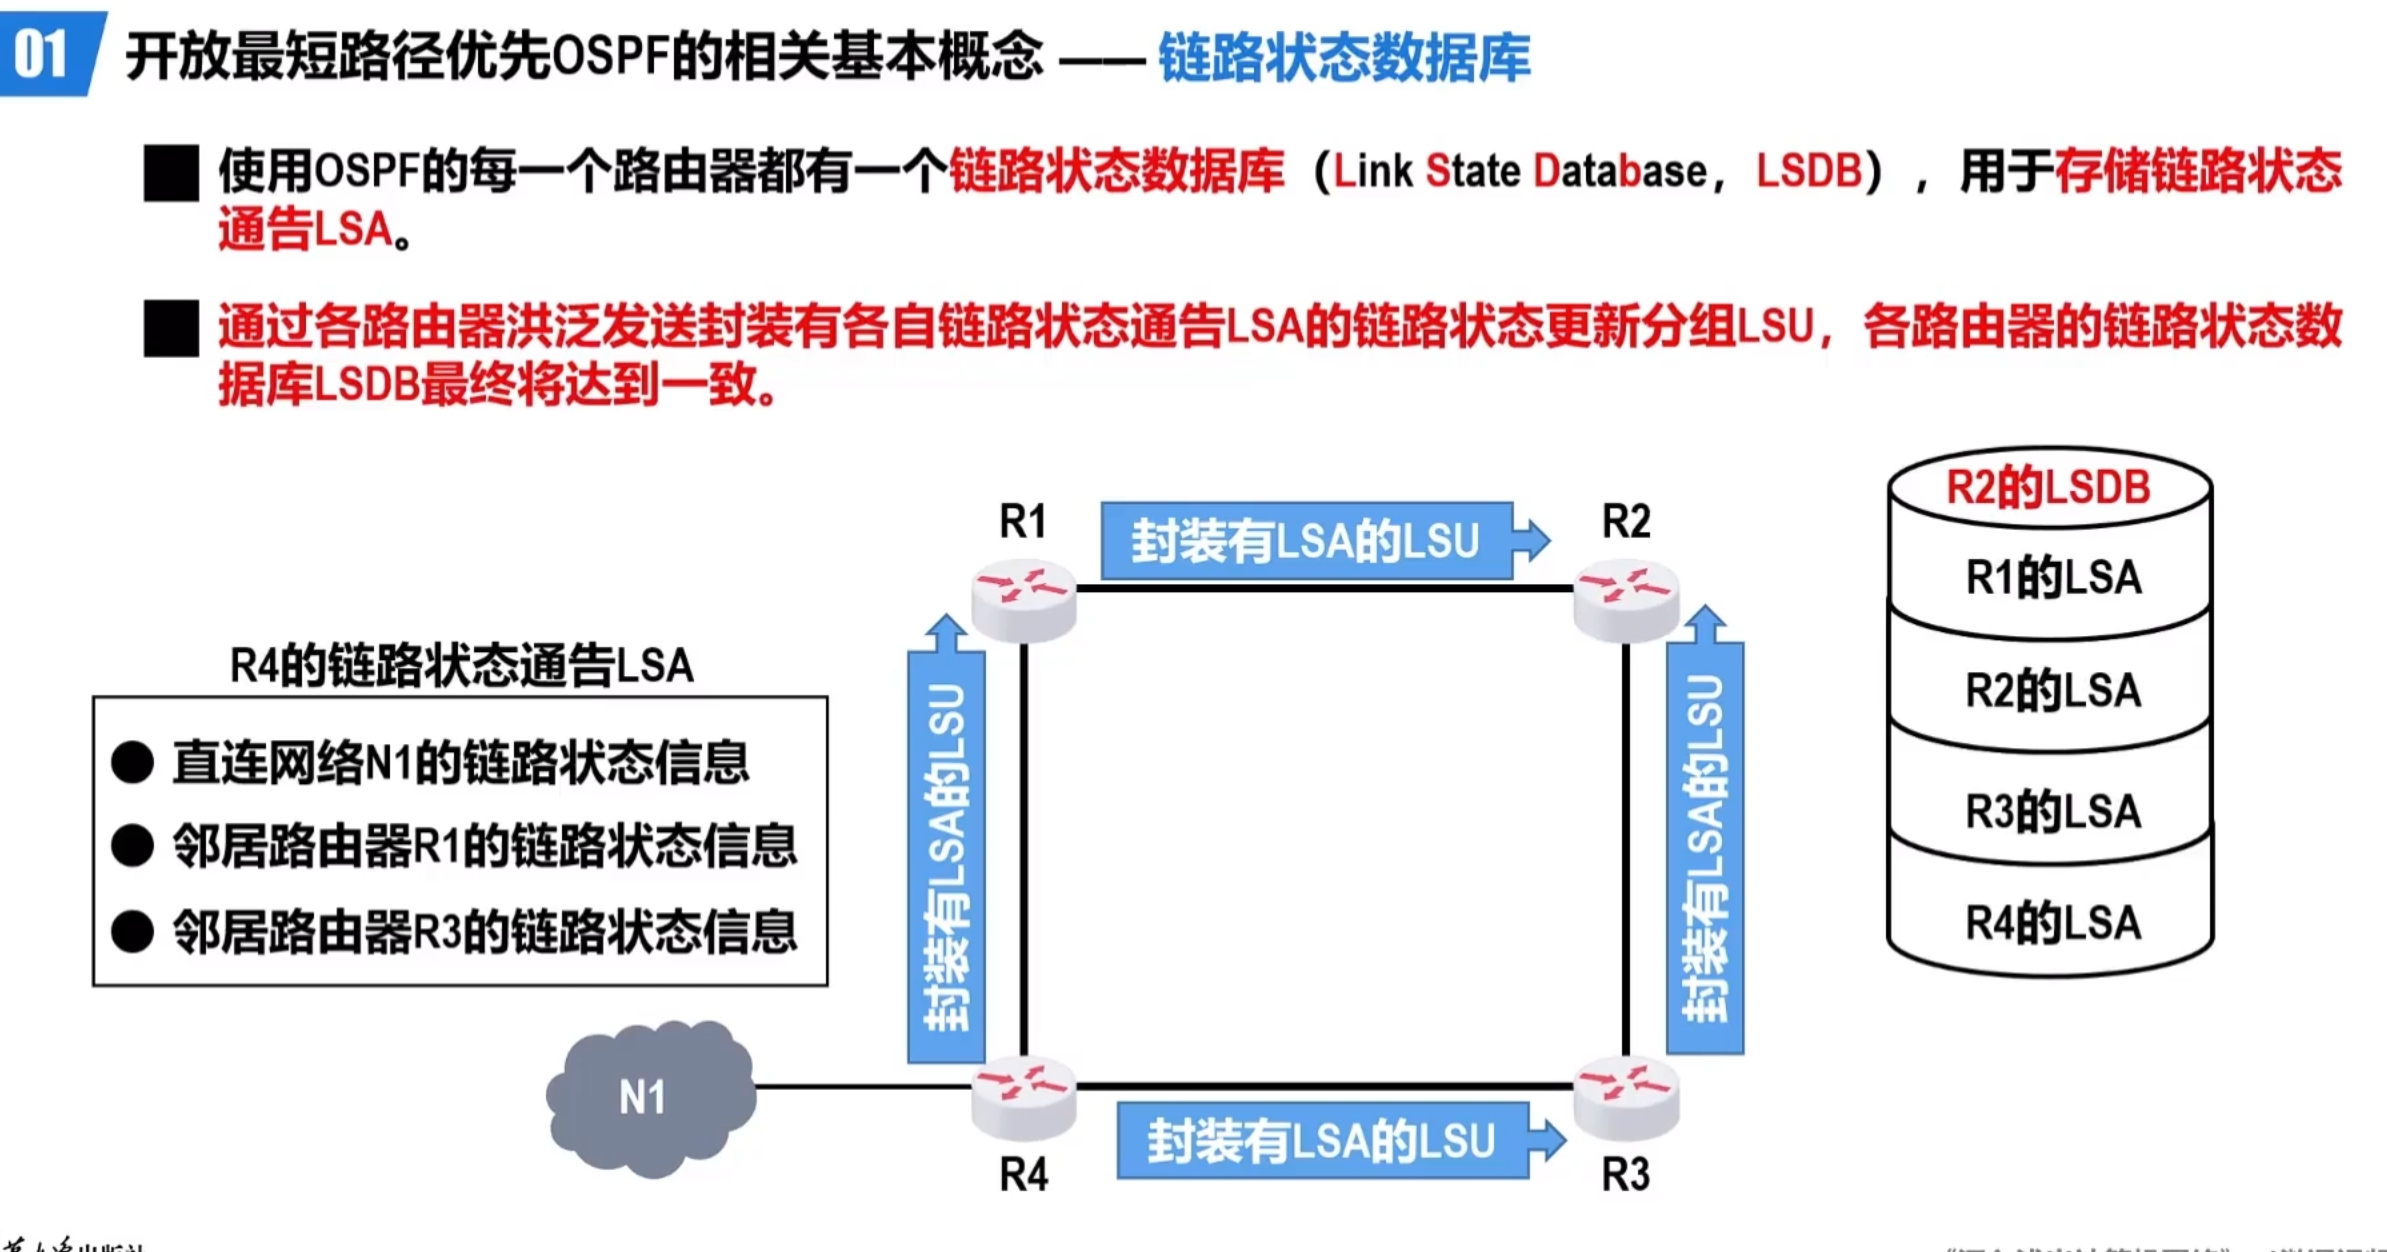 01 开放最短路径优先OSPF的相关基本概念 —— 链路状态数据库
使用OSPF的每一个路由器都有一个链路状态数据库（Link State Database，LSDB），用于存储链路状态
通告LSA。
通过各路由器洪泛发送封装有各自链路状态通告LSA的链路状态更新分组LSU，各路由器的链路状态数
据库LSDB最终将达到一致。
R4的链路状态通告LSA
直连网络N1的链路状态信息
邻居路由器R1的链路状态信息
邻居路由器R3的链路状态信息
N1
R1
封装有LSA的LSU
R2
封装有LSA的LSU
封装有LSA的LSU
R4
封装有LSA的LSU
R3
R2的LSDB
R1的LSA
R2的LSA
R3的LSA
R4的LSA